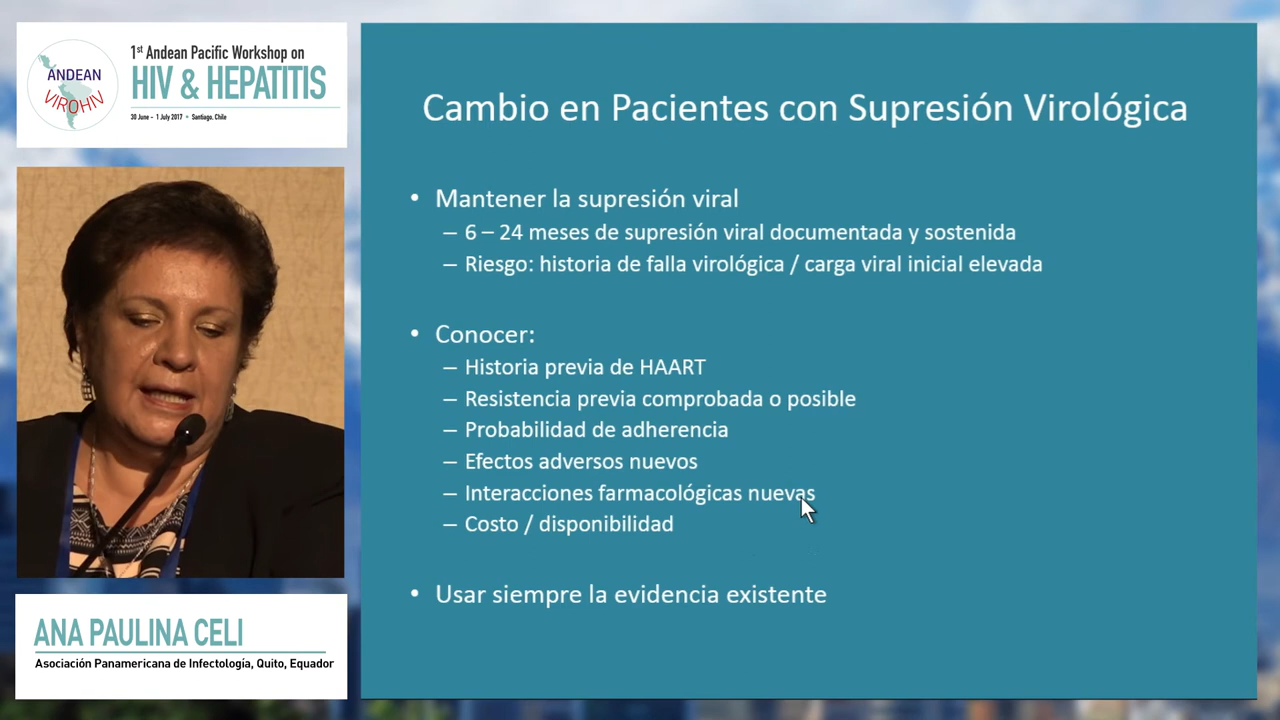 ANDEAN
VIROHIV
1st Andean Pacific Workshop on
HIV & HEPATITIS
30 June - 1 July 2017 • Santiago, Chile
Cambio en Pacientes con Supresión Virológica
• Mantener la supresión viral
– 6 – 24 meses de supresión viral documentada y sostenida
– Riesgo: historia de falla virológica / carga viral inicial elevada
• Conocer:
– Historia previa de HAART
– Resistencia previa comprobada o posible
– Probabilidad de adherencia
– Efectos adversos nuevos
– Interacciones farmacológicas nuevas
– Costo / disponibilidad
• Usar siempre la evidencia existente
ANA PAULINA CELI
Asociación Panamericana de Infectología, Quito, Equador